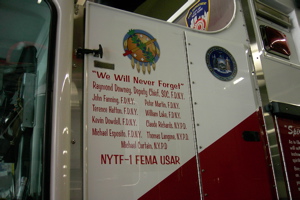 "We Will Never Forget"
Raymond Downey, Deputy Chief, SOC, F.D.N.Y.
John Fanning, F.D.N.Y. Peter Martin, F.D.N.Y.
Terence Hatton, F.D.N.Y. William Lake, F.D.N.Y.
Kevin Dowdell, F.D.N.Y. Claude Richards, N.Y.P.D.
Michael Esposito, F.D.N.Y. Thomas Langone, N.Y.P.D.
Michael Curtain, N.Y.P.D
NYTF-1 FEMA USAR